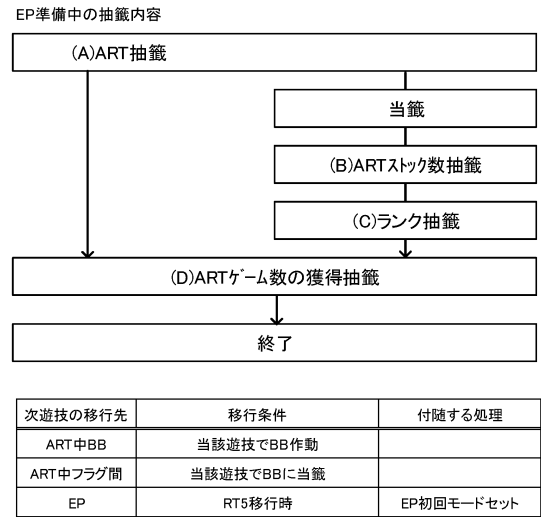 EP準備中の抽籤内容
(A)ART抽籤
当籤
(B)ARTストック数抽籤
(C)ランク抽籤
(D)ARTゲーム数の獲得抽籤
終了
次遊技の移行先 移行条件 付随する処理
ART中BB 当該遊技でBB作動
ART中フラグ間 当該遊技でBBに当籤
EP RT5移行時 EP初回モードセット